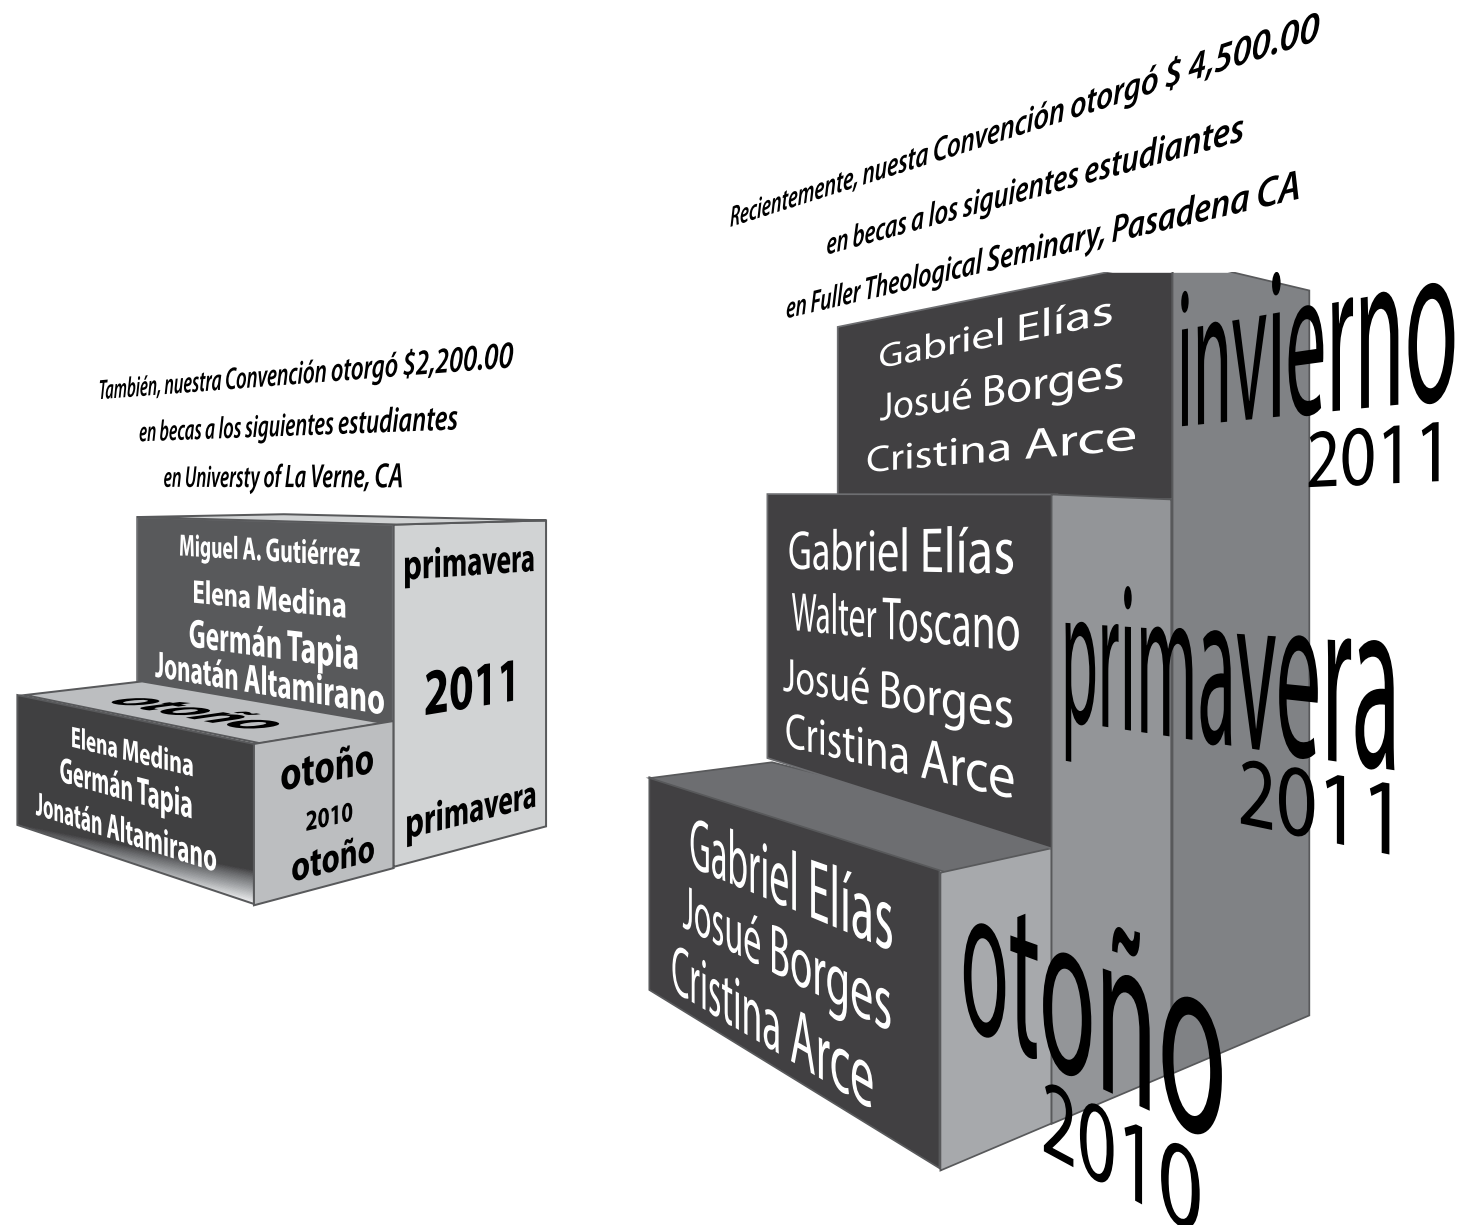 También, nuestra Convención otorgó $2,200.00
en becas a los siguientes estudiantes
en Universty of La Verne, CA
Miguel A. Gutiérrez
Elena Medina
Germán Tapia
Jonatán Altamirano
primavera
2011
primavera
otoño
Elena Medina
Germán Tapia
Jonatán Altamirano
otoño
2010
otoño
Recientemente, nuesta Convención otorgó $ 4,500.00
en becas a los siguientes estudiantes
en Fuller Theological Seminary, Pasadena CA
Gabriel Elías
Josué Borges
Cristina Arce
invierno
2011
Gabriel Elías
Walter Toscano
Josué Borges
Cristina Arce
primavera
2011
Gabriel Elías
Josué Borges
Cristina Arce
otoño
2010